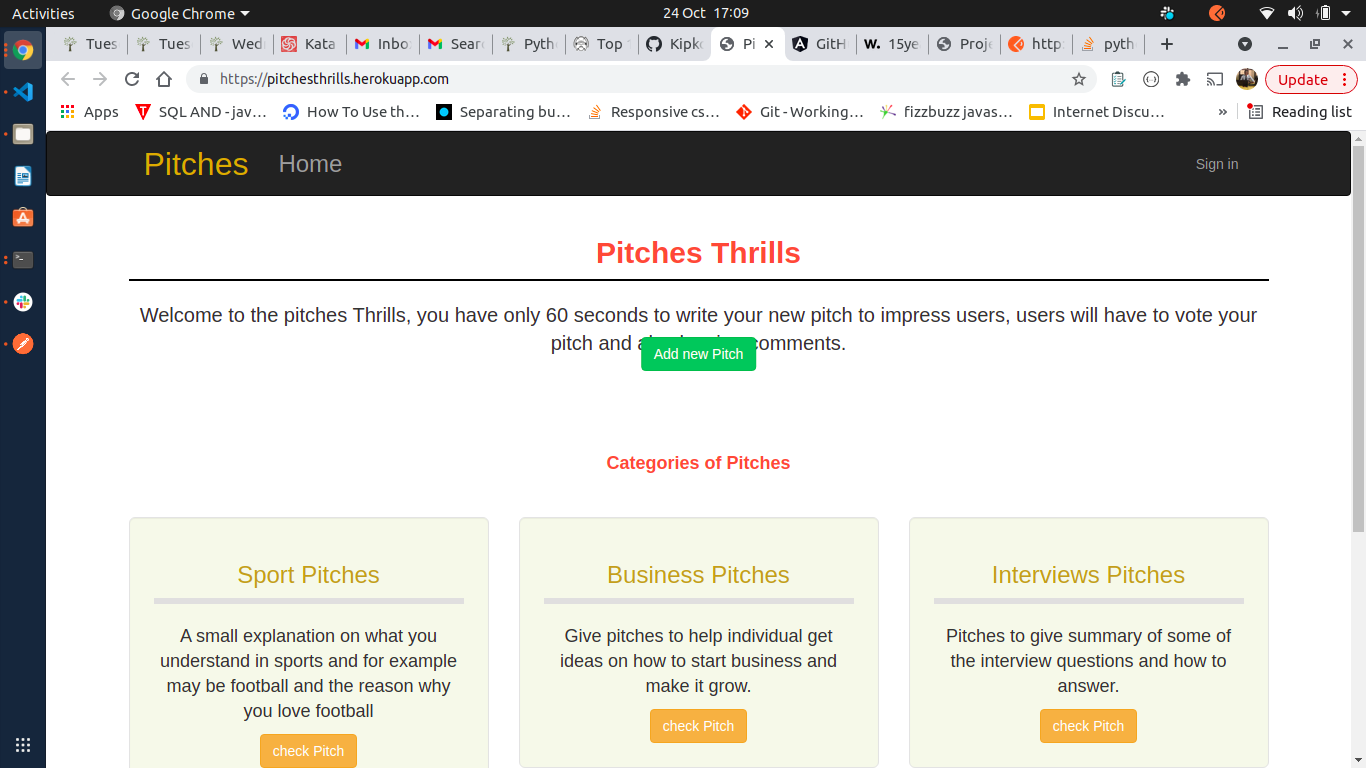 Activities
Google Chrome
24 Oct 17:09
Tues
Tues
Wed
Kata
Inbo
Sear
Pyth
Top
Kipk
Pi
GitH
15ye
Proje
http:
pyth
https://pitchesthrills.herokuapp.com
Update
Apps
SQL AND - jav…
How To Use th…
Separating bu…
Responsive cs…
Git - Working…
fizzbuzz javas…
Internet Discu…
»
Reading list
Pitches
Home
Sign in
Pitches Thrills
Welcome to the pitches Thrills, you have only 60 seconds to write your new pitch to impress users, users will have to vote your
pitch and comments.
Add new Pitch
Categories of Pitches
Sport Pitches
A small explanation on what you
understand in sports and for example
may be football and the reason why
you love football
check Pitch
Business Pitches
Give pitches to help individual get
ideas on how to start business and
make it grow.
check Pitch
Interviews Pitches
Pitches to give summary of some of
the interview questions and how to
answer.
check Pitch